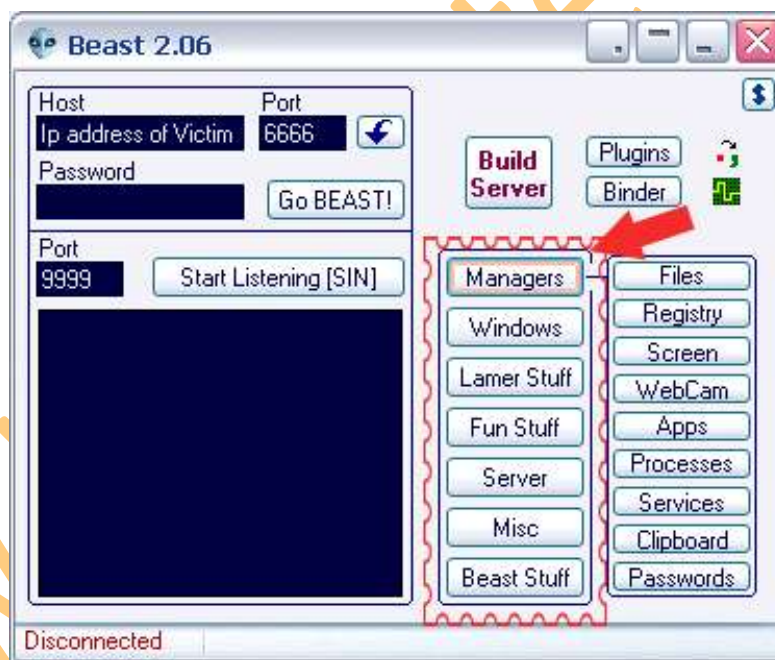 Beast 2.06
Host Port
Ip address of Victim 6666
Password
Go BEAST!
Port
9999 Start Listening [SIN]
Build
Server
Plugins
Binder
Managers
Windows
Lamer Stuff
Fun Stuff
Server
Misc
Beast Stuff
Files
Registry
Screen
WebCam
Apps
Processes
Services
Clipboard
Passwords
Disconnected